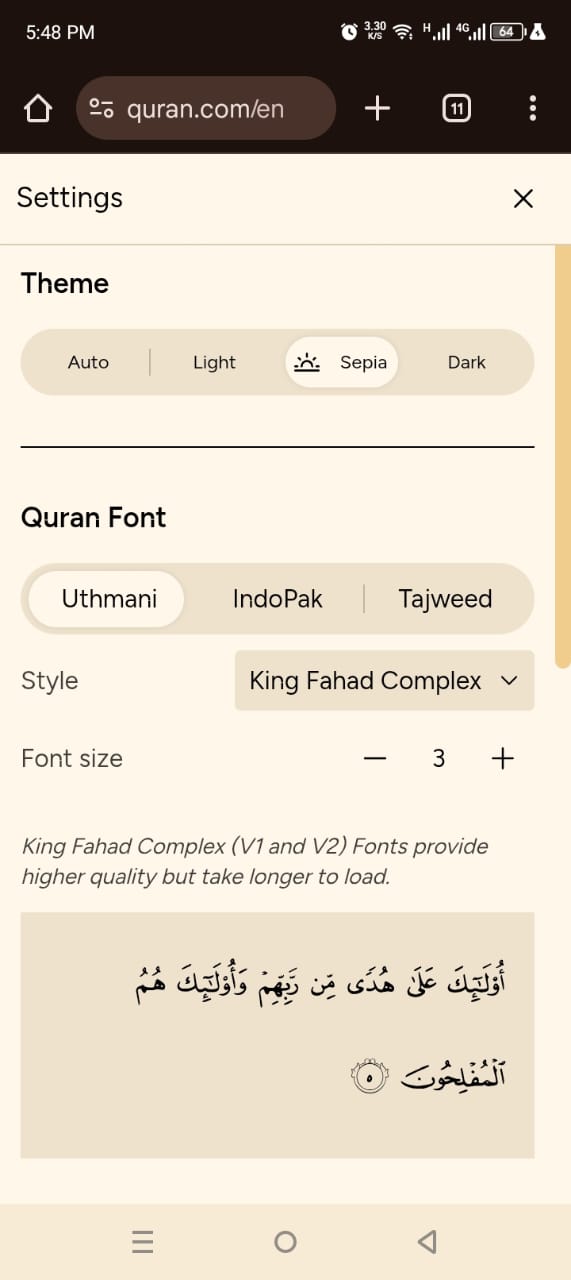 5:48 PM
3.30
K/S
H
4G
64
quran.com/en
11
Settings
Theme
Auto
Light
Sepia
Dark
Quran Font
Uthmani
IndoPak
Tajweed
Style
King Fahad Complex
Font size
3
King Fahad Complex (V1 and V2) Fonts provide
higher quality but take longer to load.
أُوْلَـٰٓئِكَ عَلَىٰ هُدًى مِّن رَّبِّهِمْ وَأُوْلَـٰٓئِكَ هُمُ
ٱلْمُفْلِحُونَ ٥